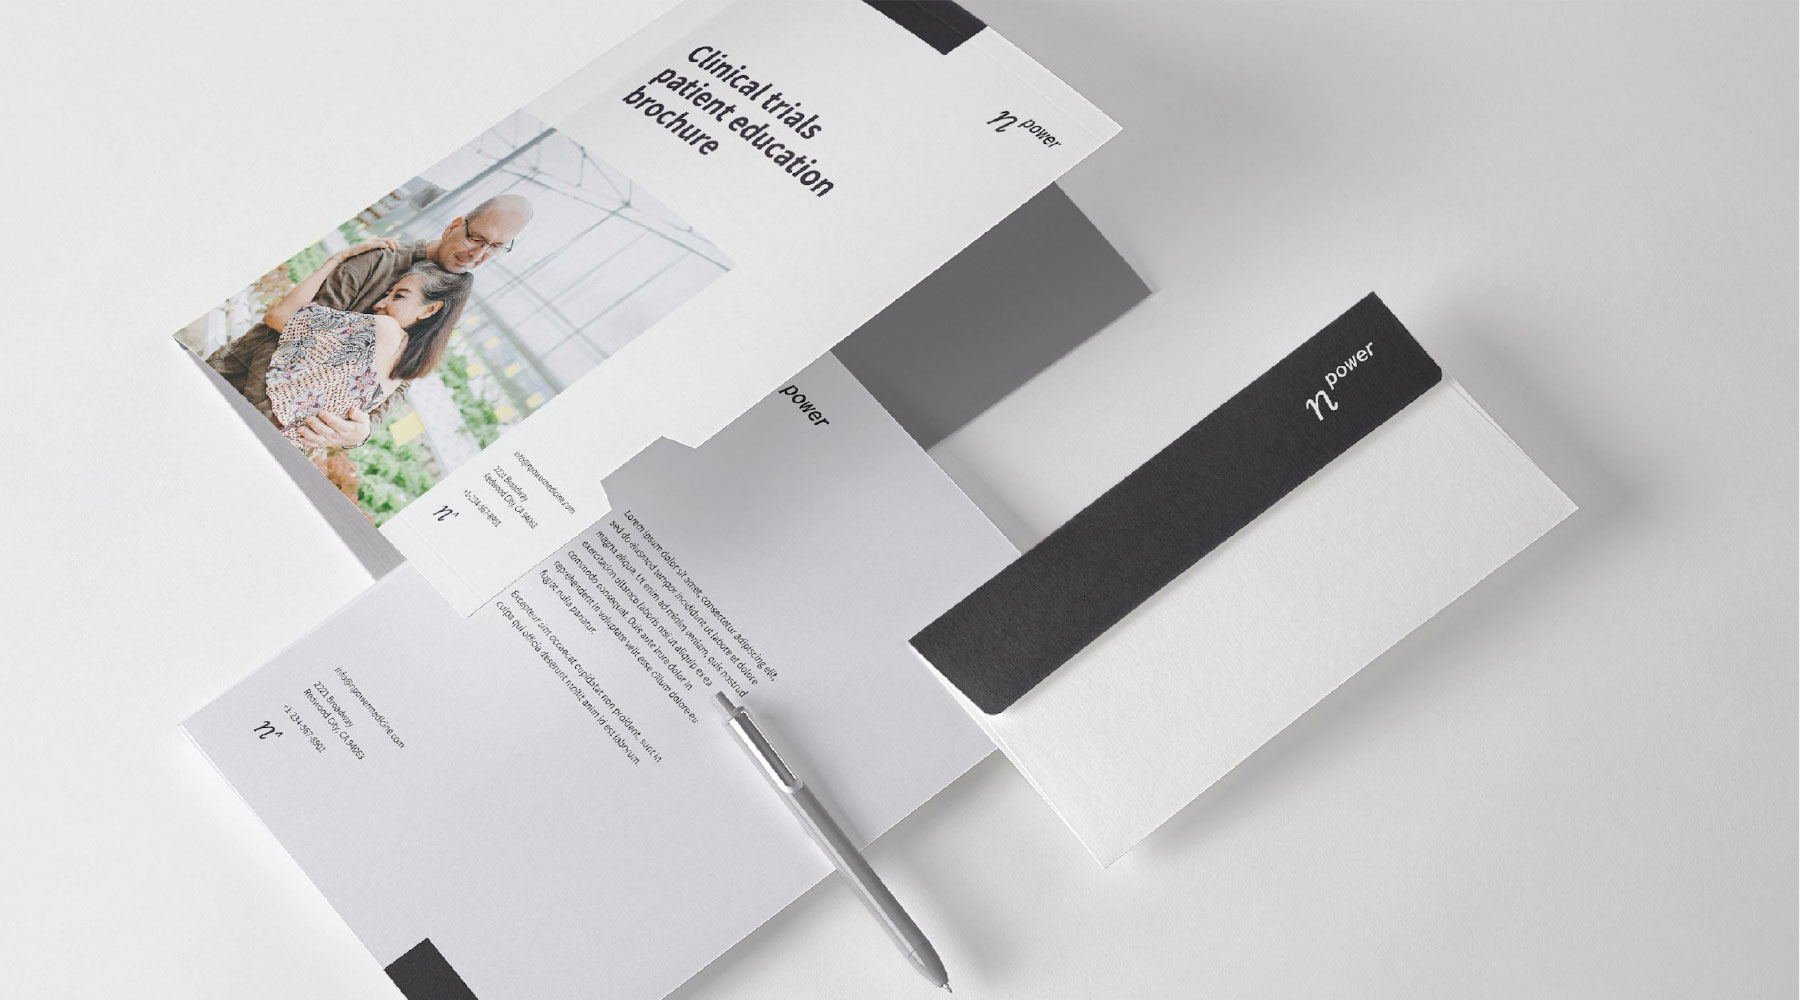 Clinical trials
patient education
brochure
n power
info@npowermedicine.com
2221 Broadway
Redwood City, CA 94063
+1-234-567-8901
n^
power
Lorem ipsum dolor sit amet, consectetur adipiscing elit,
sed do eiusmod tempor incididunt ut labore et dolore
magna aliqua. Ut enim ad minim veniam, quis nostrud
exercitation ullamco laboris nisi ut aliquip ex ea
commodo consequat. Duis aute irure dolor in
reprehenderit in voluptate velit esse cillum dolore eu
fugiat nulla pariatur.
Excepteur sint occaecat cupidatat non proident, sunt in
culpa qui officia deserunt mollit anim id est laborum
info@npowermedicine.com
2221 Broadway
Redwood City, CA 94063
+1-234-567-8901
n^
n power